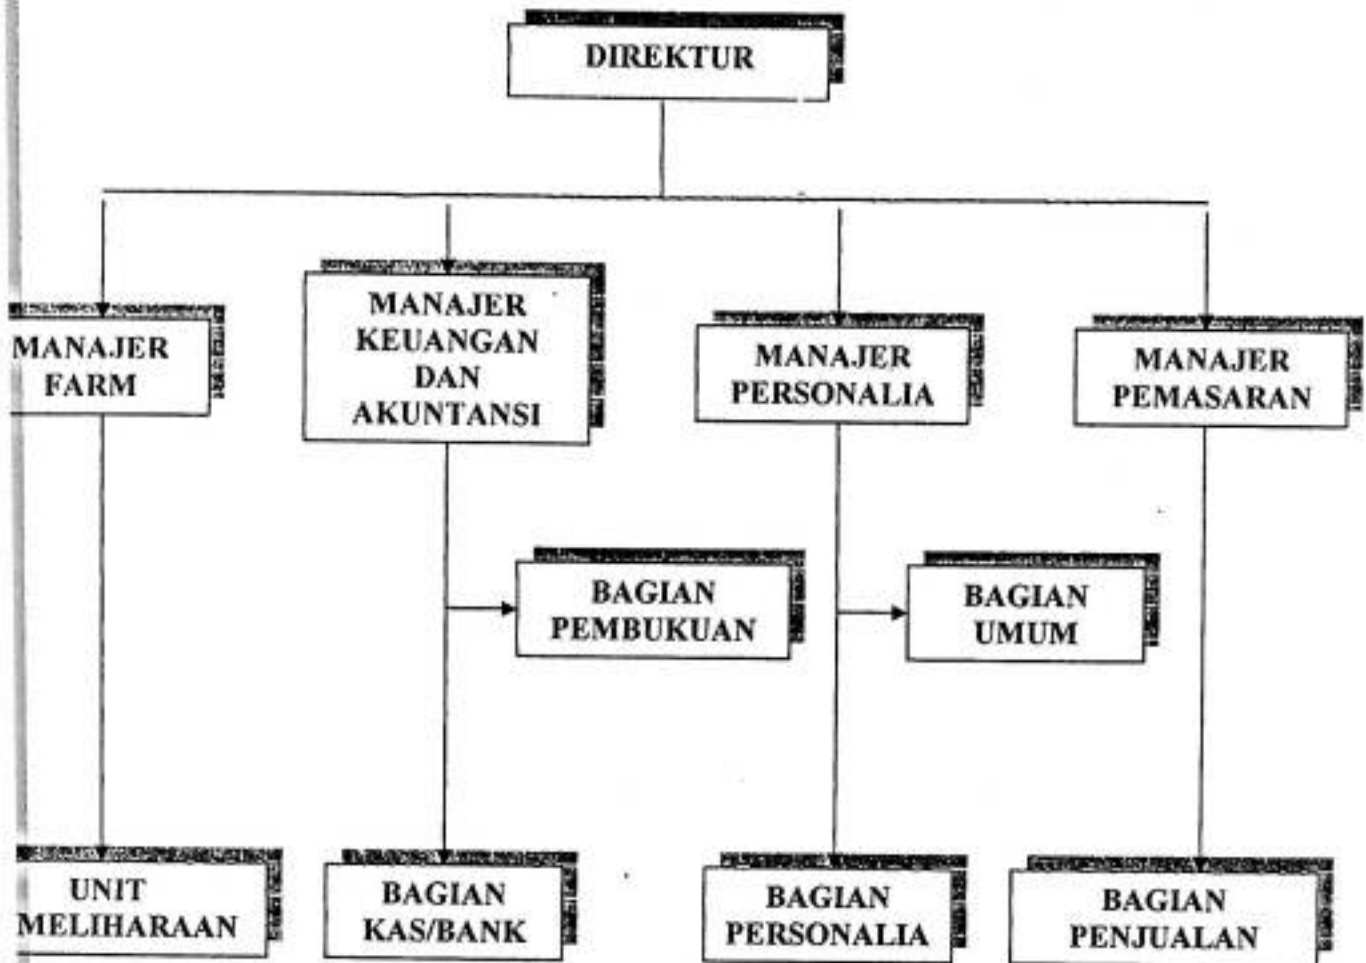 DIREKTUR
MANAJER
FARM
MANAJER
KEUANGAN
DAN
AKUNTANSI
MANAJER
PERSONALIA
MANAJER
PEMASARAN
BAGIAN
PEMBUKUAN
BAGIAN
UMUM
UNIT
MELIHARAAN
BAGIAN
KAS/BANK
BAGIAN
PERSONALIA
BAGIAN
PENJUALAN